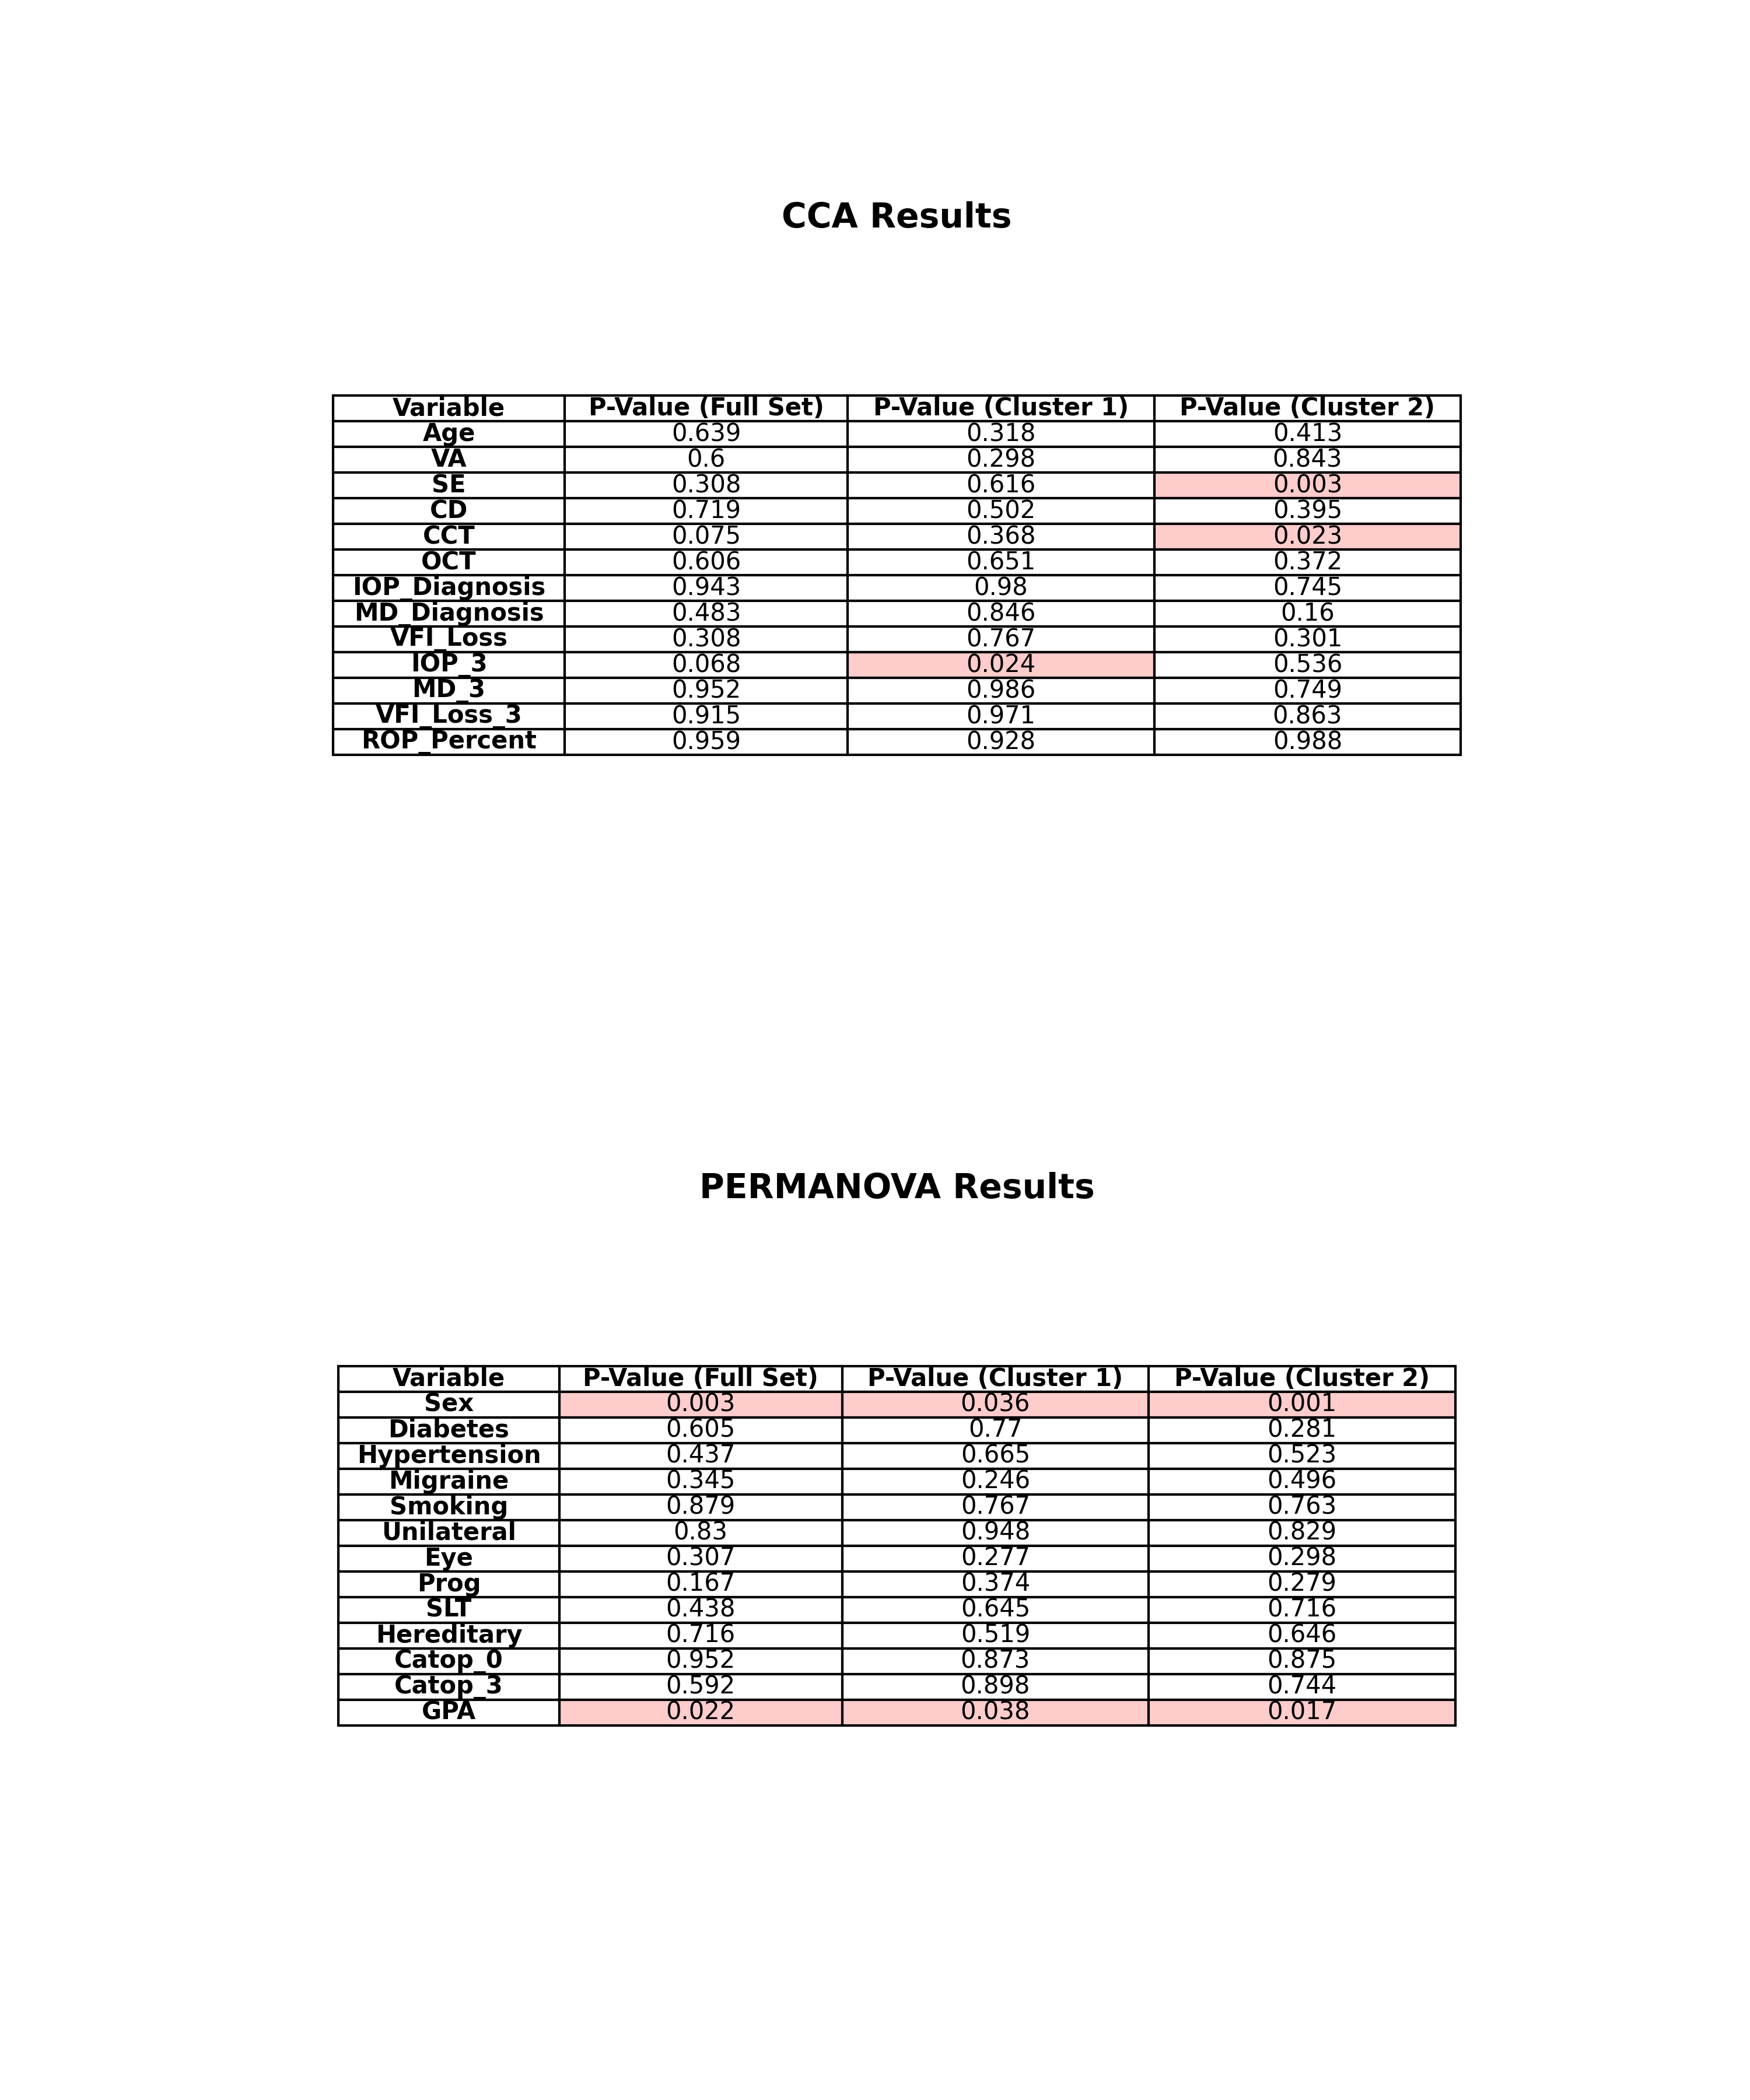 CCA Results
Variable P-Value (Full Set) P-Value (Cluster 1) P-Value (Cluster 2)
Age 0.639 0.318 0.413
VA 0.6 0.298 0.843
SE 0.308 0.616 0.003
CD 0.719 0.502 0.395
CCT 0.075 0.368 0.023
OCT 0.606 0.651 0.372
IOP_Diagnosis 0.943 0.98 0.745
MD_Diagnosis 0.483 0.846 0.16
VFI_Loss 0.308 0.767 0.301
IOP_3 0.068 0.024 0.536
MD_3 0.952 0.986 0.749
VFI_Loss_3 0.915 0.971 0.863
ROP_Percent 0.959 0.928 0.988
PERMANOVA Results
Variable P-Value (Full Set) P-Value (Cluster 1) P-Value (Cluster 2)
Sex 0.003 0.036 0.001
Diabetes 0.605 0.77 0.281
Hypertension 0.437 0.665 0.523
Migraine 0.345 0.246 0.496
Smoking 0.879 0.767 0.763
Unilateral 0.83 0.948 0.829
Eye 0.307 0.277 0.298
Prog 0.167 0.374 0.279
SLT 0.438 0.645 0.716
Hereditary 0.716 0.519 0.646
Catop_0 0.952 0.873 0.875
Catop_3 0.592 0.898 0.744
GPA 0.022 0.038 0.017